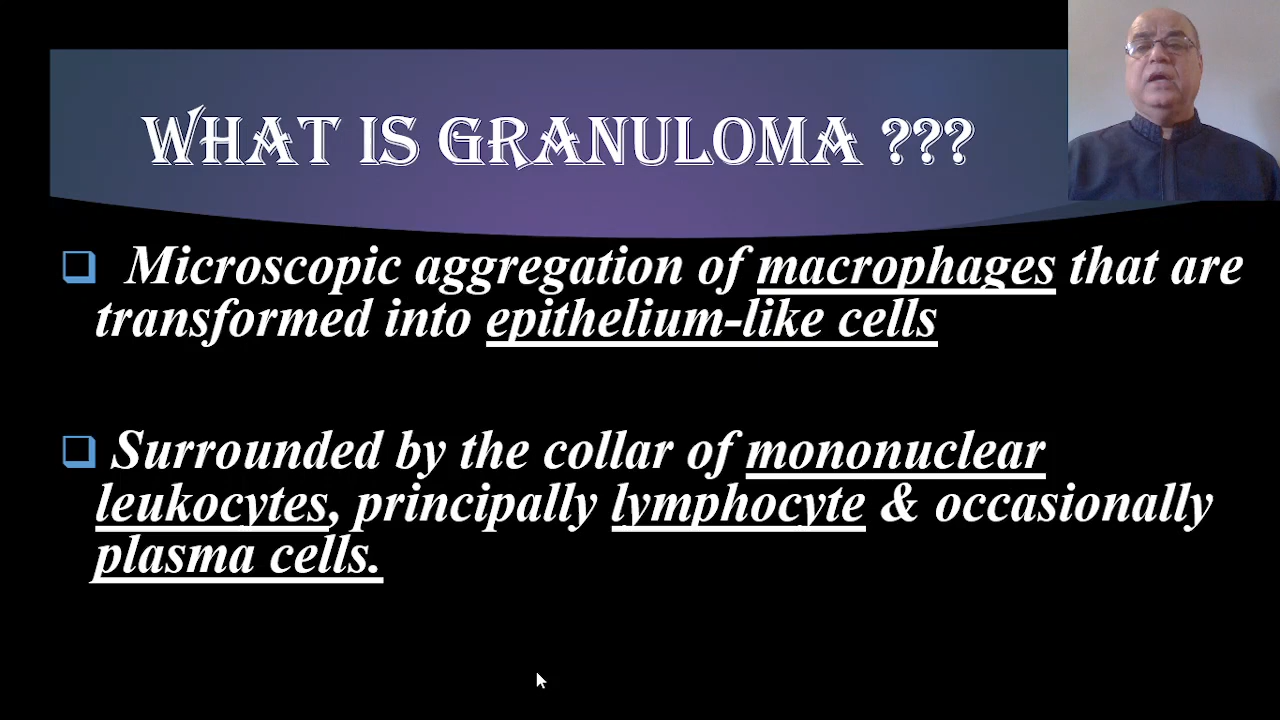 WHAT IS GRANULOMA ???
Microscopic aggregation of macrophages that are
transformed into epithelium-like cells
Surrounded by the collar of mononuclear
leukocytes, principally lymphocyte & occasionally
plasma cells.